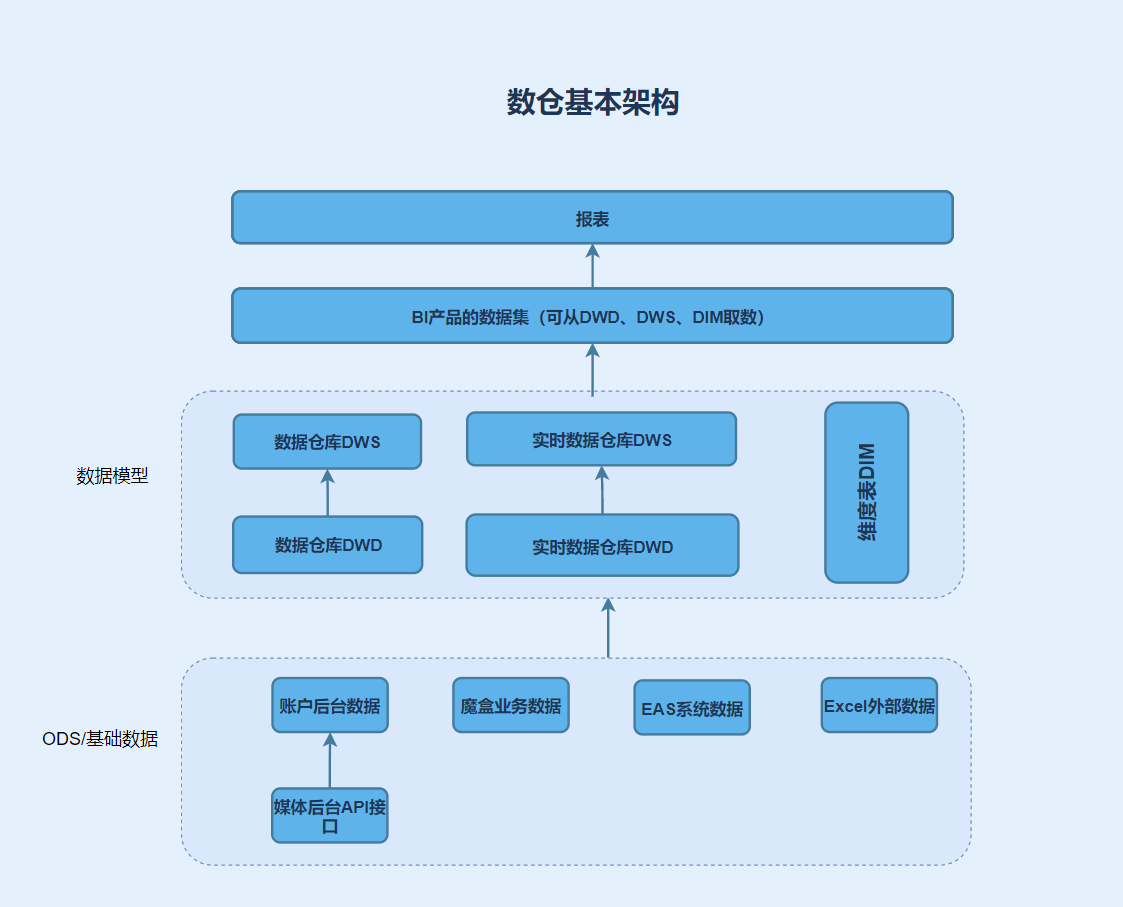 数仓基本架构
报表
BI产品的数据集（可从DWD、DWS、DIM取数）
数据模型
数据仓库DWS
实时数据仓库DWS
维度表DIM
数据仓库DWD
实时数据仓库DWD
ODS/基础数据
账户后台数据
魔盒业务数据
EAS系统数据
Excel外部数据
媒体后台API接
口